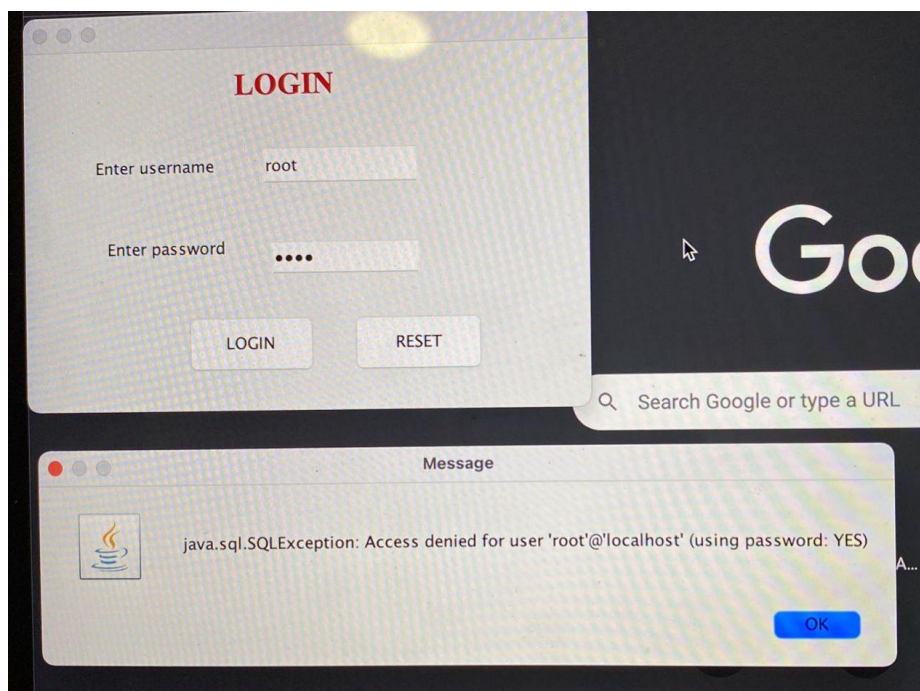 LOGIN
Enter username
root
Enter password
••••
LOGIN
RESET
Search Google or type a URL
Message
java.sql.SQLException: Access denied for user 'root'@'localhost' (using password: YES)
OK